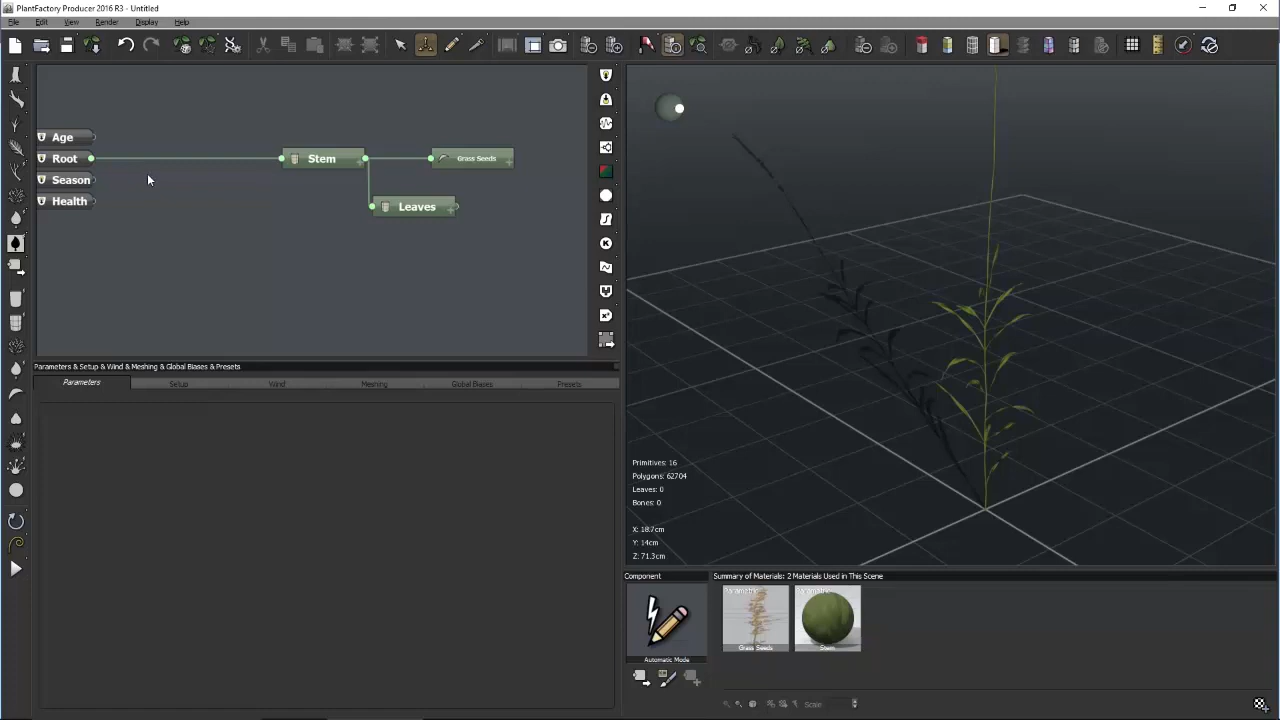 PlantFactory Producer 2016 R3 - Untitled
File Edit View Render Display Help
Age
Root
Season
Health
Stem
Grass Seeds
Leaves
Parameters & Setup & Wind & Meshing & Global Biases & Presets
Parameters Setup Wind Meshing Global Biases Presets
Primitives: 16
Polygons: 62704
Leaves: 0
Bones: 0
X: 18.7cm
Y: 14cm
Z: 71.3cm
Component
Automatic Mode
Summary of Materials: 2 Materials Used in This Scene
Parametric
Grass Seeds
Parametric
Stem
Scale